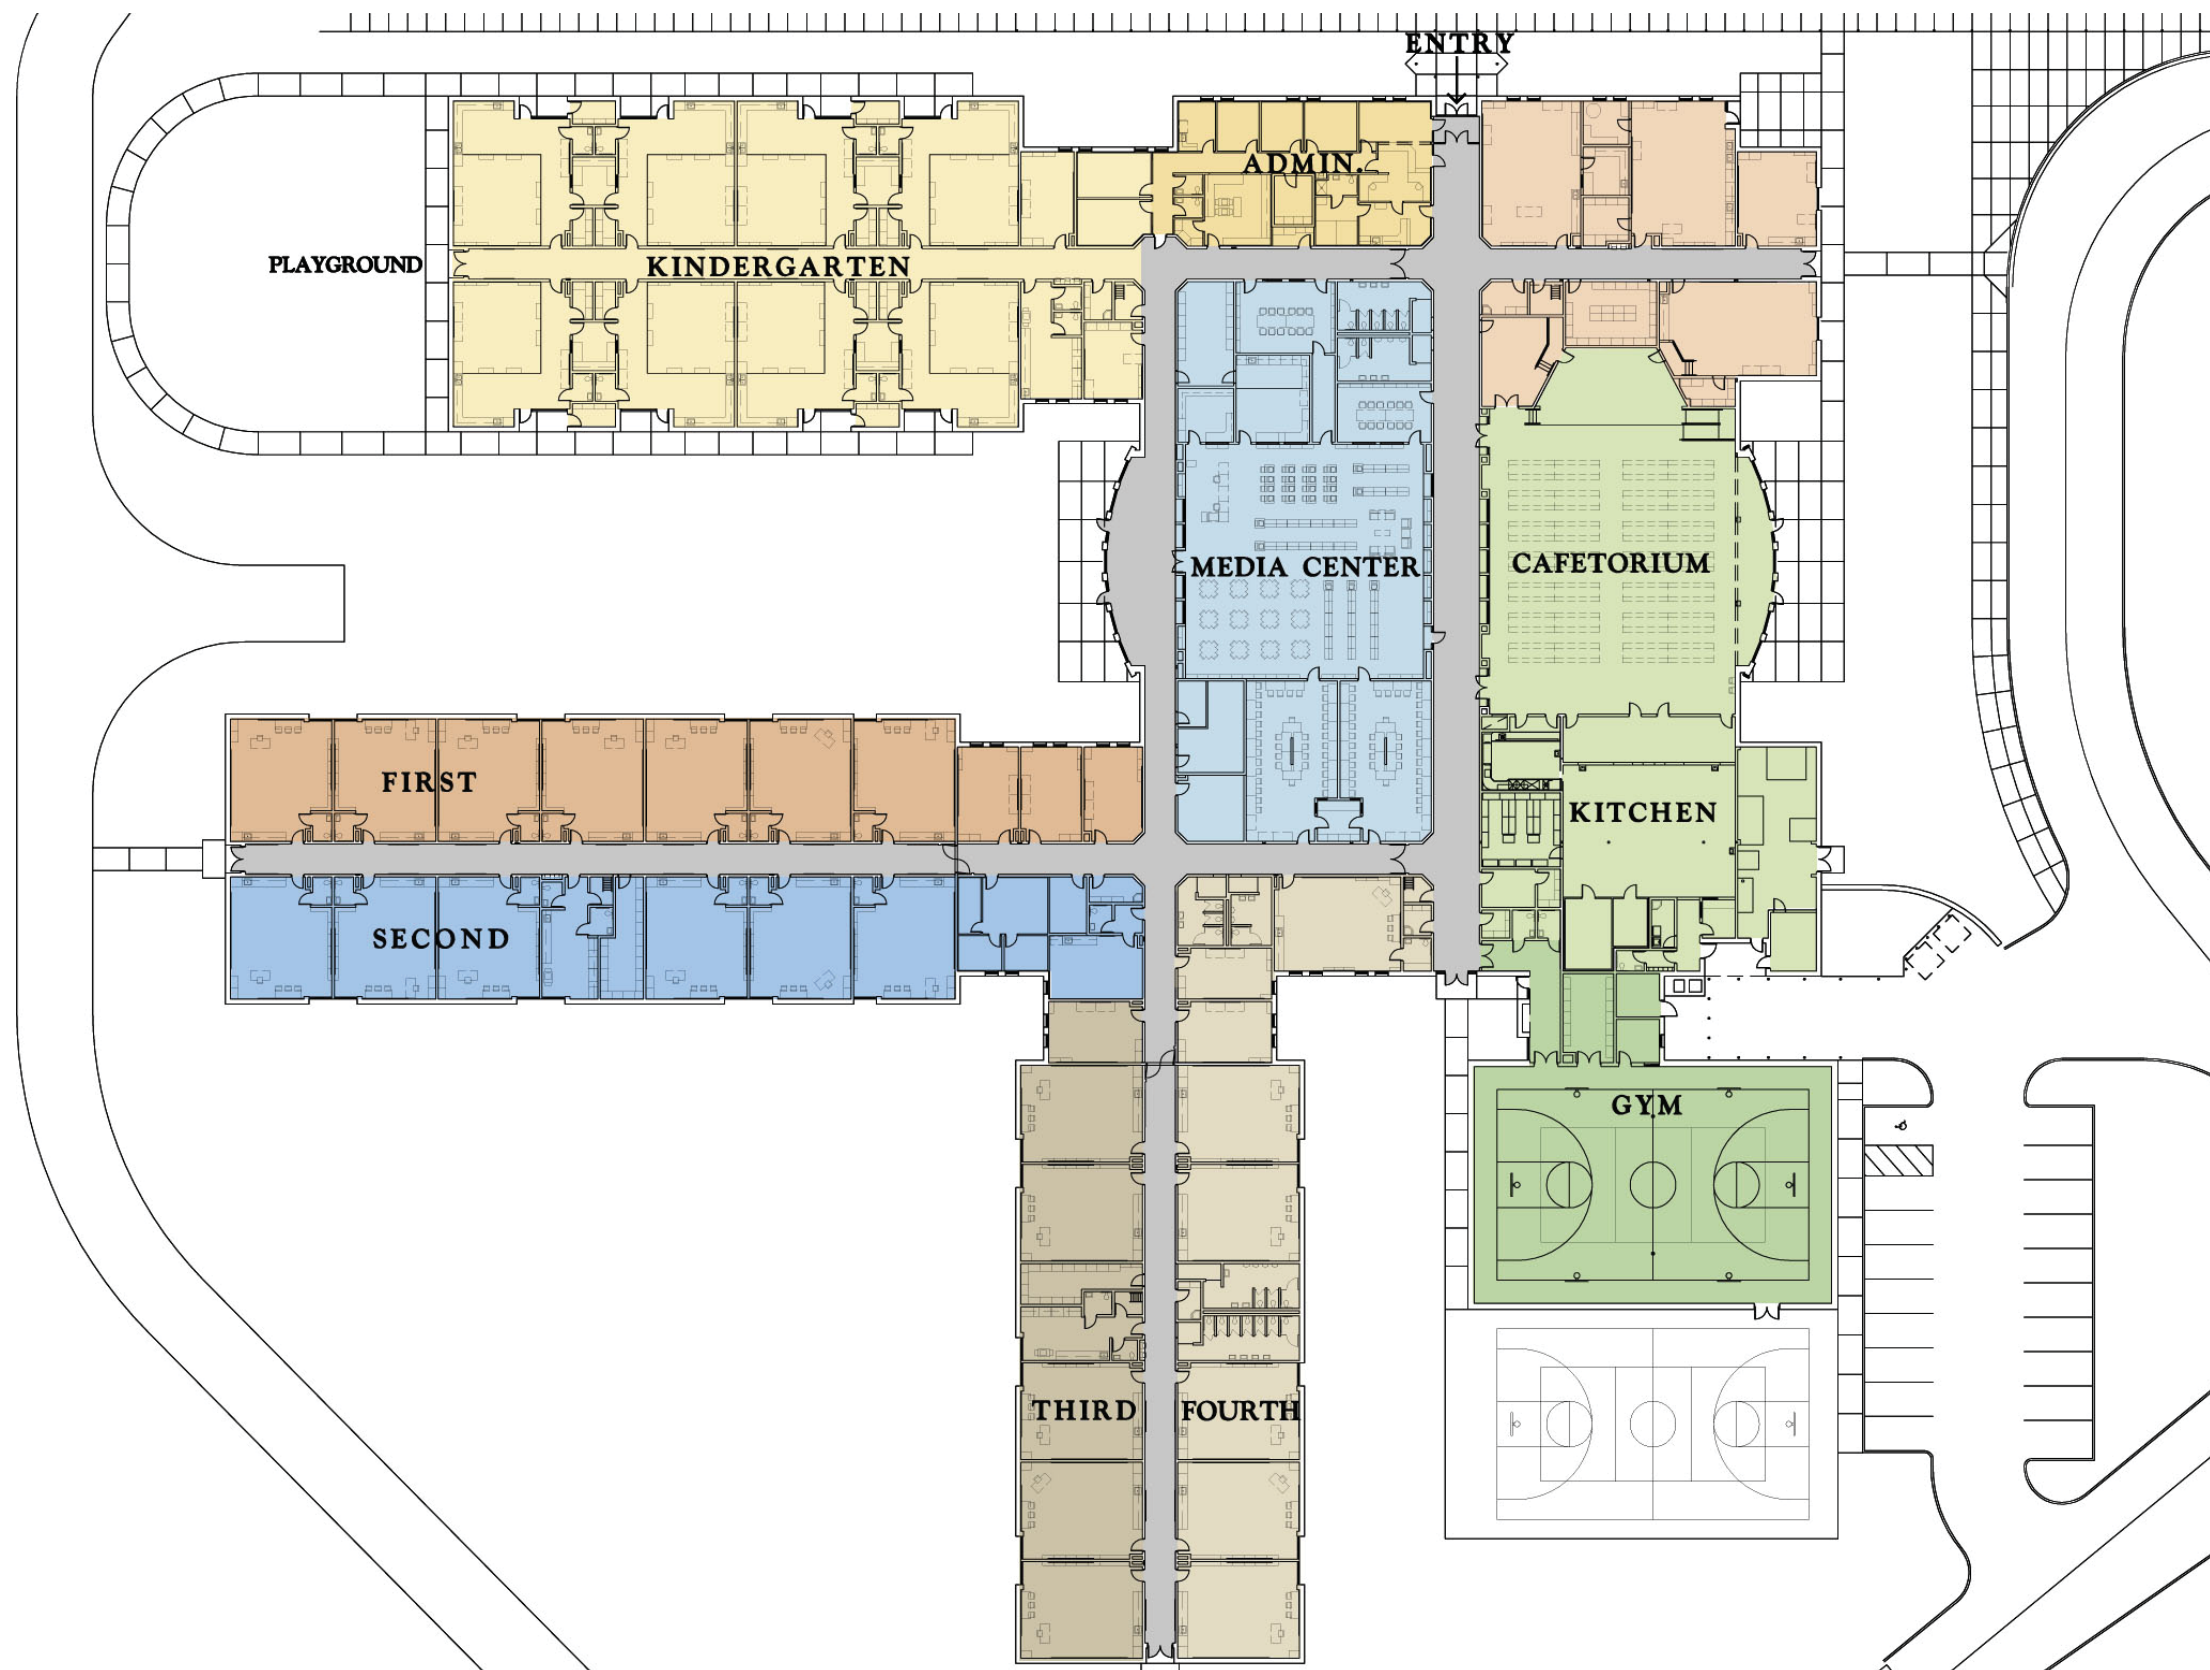 ENTRY
ADMIN.
PLAYGROUND
KINDERGARTEN
MEDIA CENTER
CAFETORIUM
FIRST
KITCHEN
SECOND
GYM
THIRD
FOURTH